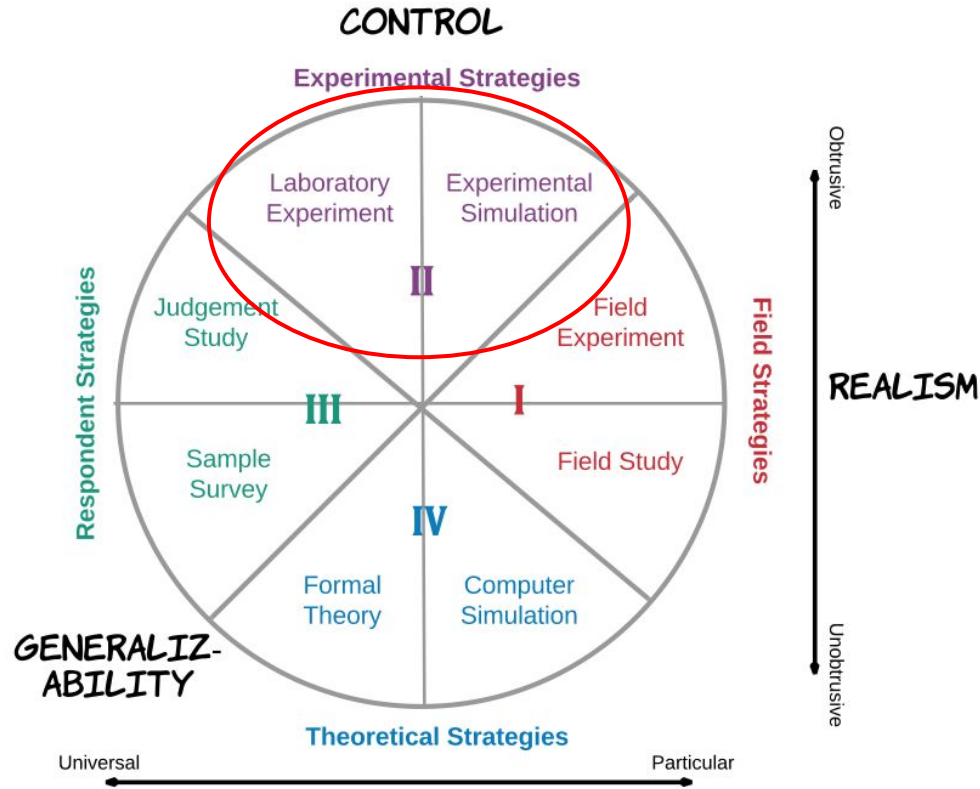 CONTROL
Experimental Strategies
Laboratory
Experiment
Experimental
Simulation
II
Obtrusive
Judgement
Study
Field
Experiment
Respondent Strategies
III
I
Field Strategies
REALISM
Sample
Survey
Field Study
IV
Formal
Theory
Computer
Simulation
GENERALIZ-
ABILITY
Unobtrusive
Theoretical Strategies
Universal
Particular